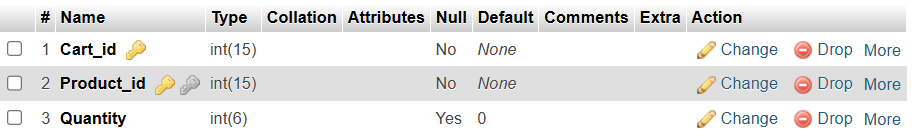 # Name Type Collation Attributes Null Default Comments Extra Action
1 Cart_id int(15) No None Change Drop More
2 Product_id int(15) No None Change Drop More
3 Quantity int(6) Yes 0 Change Drop More